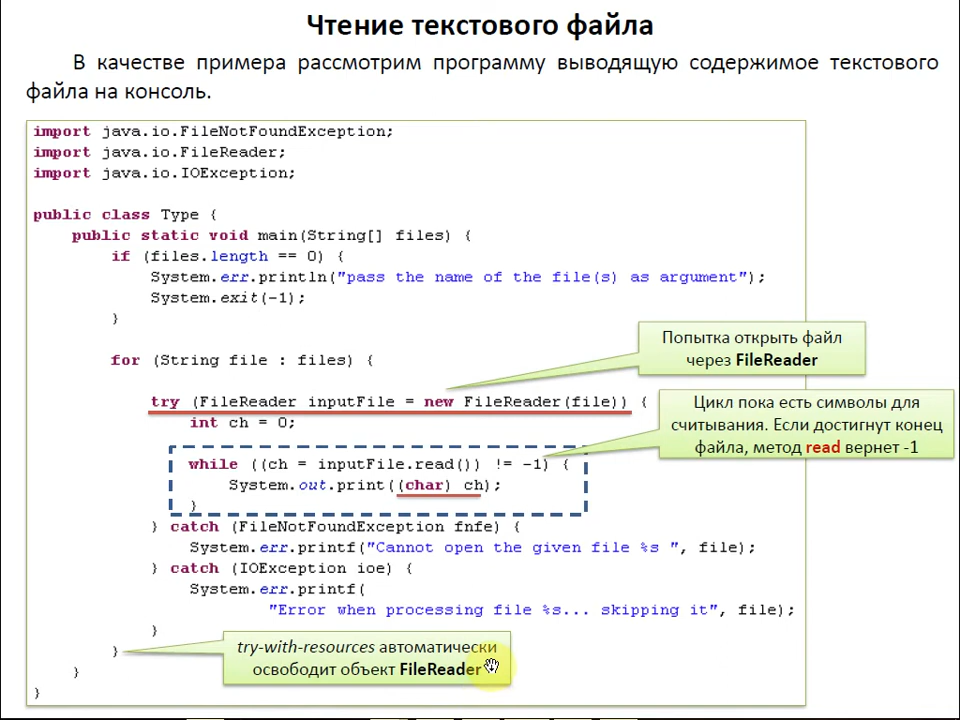 Чтение текстового файла
В качестве примера рассмотрим программу выводящую содержимое текстового
файла на консоль.
import java.io.FileNotFoundException;
import java.io.FileReader;
import java.io.IOException;
public class Type {
public static void main(String[] files) {
if (files.length == 0) {
System.err.println("pass the name of the file(s) as argument");
System.exit(-1);
}
for (String file : files) {
Попытка открыть файл
через FileReader
try (FileReader inputFile = new FileReader(file)) {
int ch = 0;
Цикл пока есть символы для
считывания. Если достигнут конец
файла, метод read вернет -1
while ((ch = inputFile.read()) != -1) {
System.out.print((char) ch);
}
} catch (FileNotFoundException fnfe) {
System.err.printf("Cannot open the given file %s ", file);
} catch (IOException ioe) {
System.err.printf(
"Error when processing file %s... skipping it", file);
}
}
try-with-resources автоматически
освободит объект FileReader
}
}